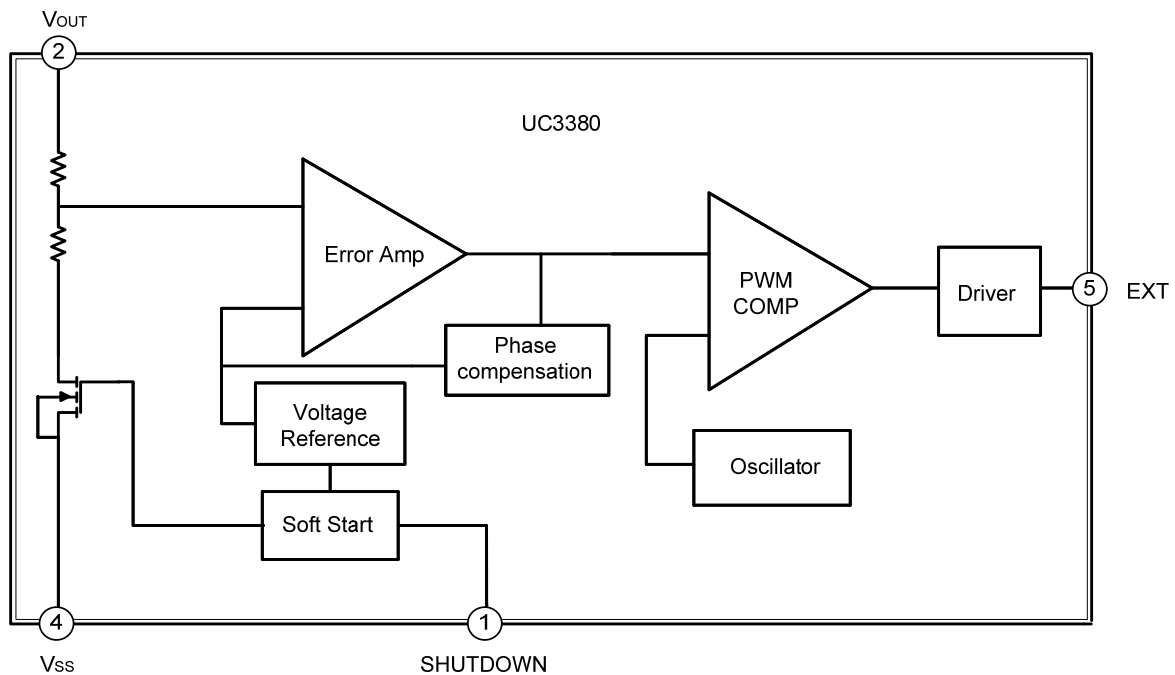 VOUT
2
UC3380
Error Amp
PWM
COMP
Driver
5
EXT
Phase
compensation
Voltage
Reference
Oscillator
Soft Start
4
1
VSS
SHUTDOWN